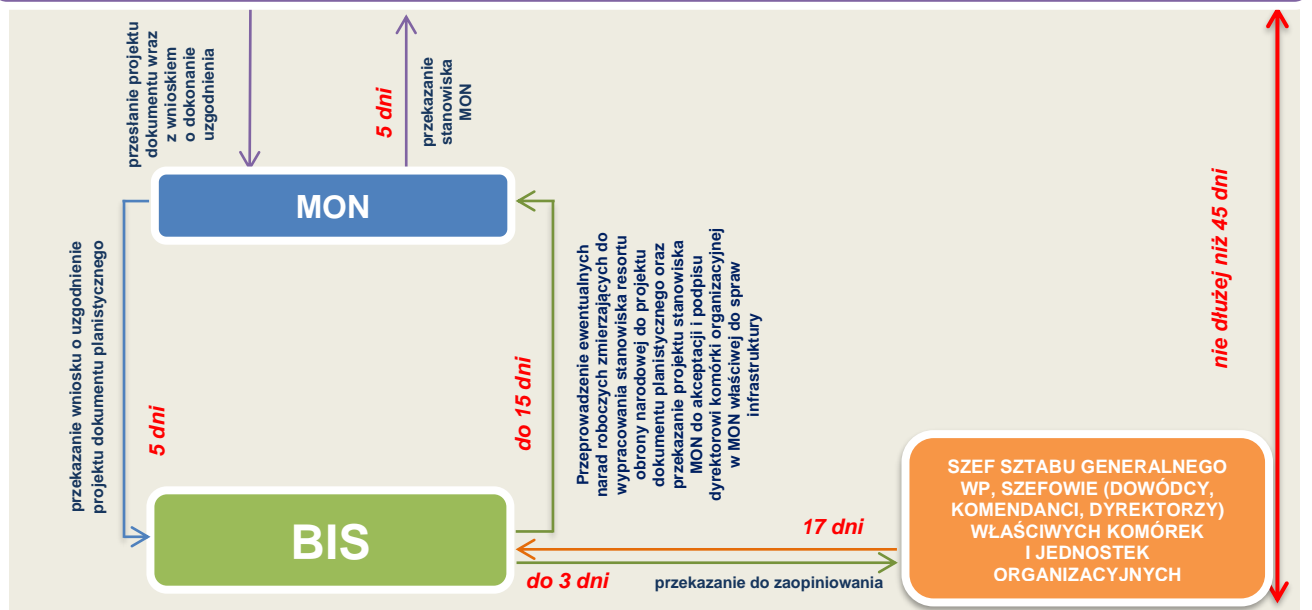 przesłanie projektu
dokumentu wraz
z wnioskiem
o dokonanie
uzgodnienia
5 dni
przekazanie
stanowiska
MON
MON
przekazanie wniosku o uzgodnienie
projektu dokumentu planistycznego
5 dni
do 15 dni
Przeprowadzenie ewentualnych
narad roboczych zmierzających do
wypracowania stanowiska resortu
obrony narodowej do projektu
dokumentu planistycznego oraz
przekazanie projektu stanowiska
MON do akceptacji i podpisu
dyrektorowi komórki organizacyjnej
w MON właściwej do spraw
infrastruktury
nie dłużej niż 45 dni
BIS
17 dni
do 3 dni
przekazanie do zaopiniowania
SZEF SZTABU GENERALNEGO
WP, SZEFOWIE (DOWÓDCY,
KOMENDANCI, DYREKTORZY)
WŁAŚCIWYCH KOMÓREK
I JEDNOSTEK
ORGANIZACYJNYCH